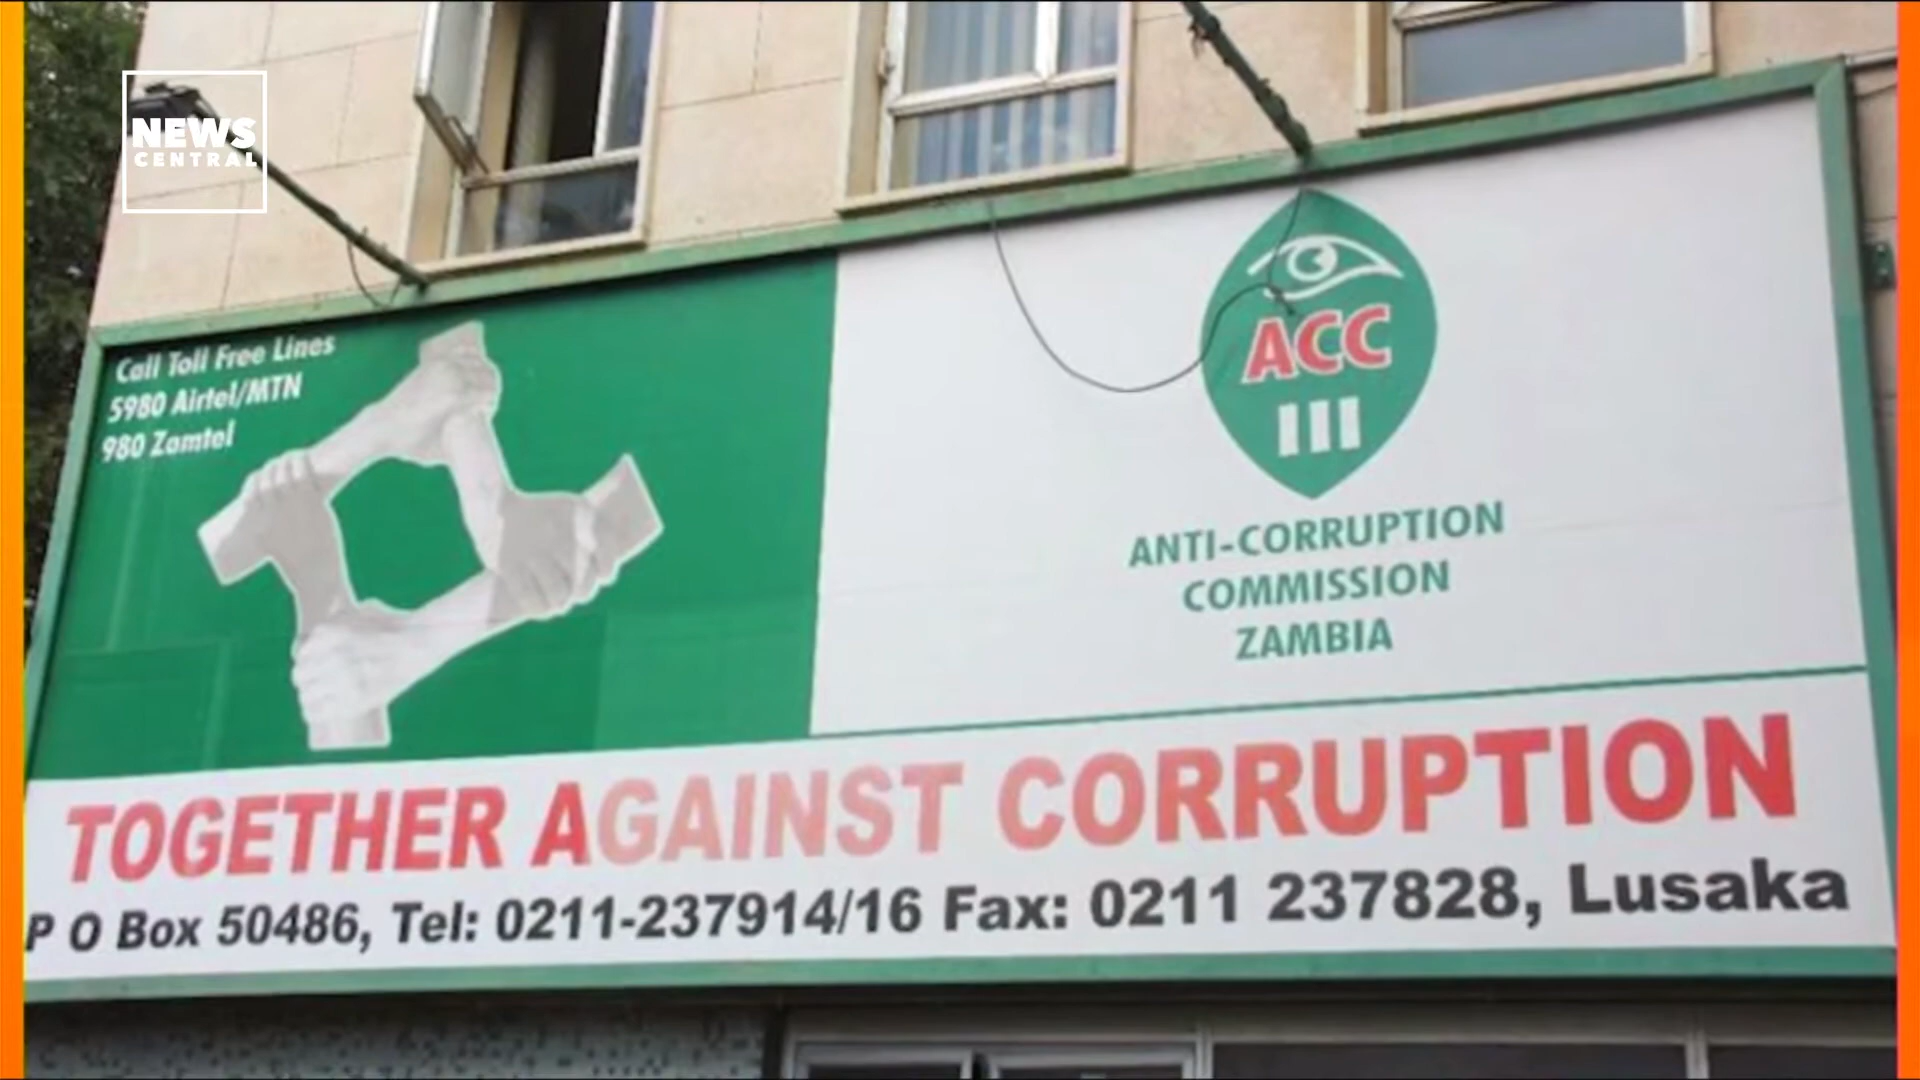 NEWS
CENTRAL
Call Toll Free Lines
5980 Airtel/MTN
980 Zamtel
ACC
ANTI-CORRUPTION
COMMISSION
ZAMBIA
TOGETHER AGAINST CORRUPTION
P O Box 50486, Tel: 0211-237914/16 Fax: 0211 237828, Lusaka